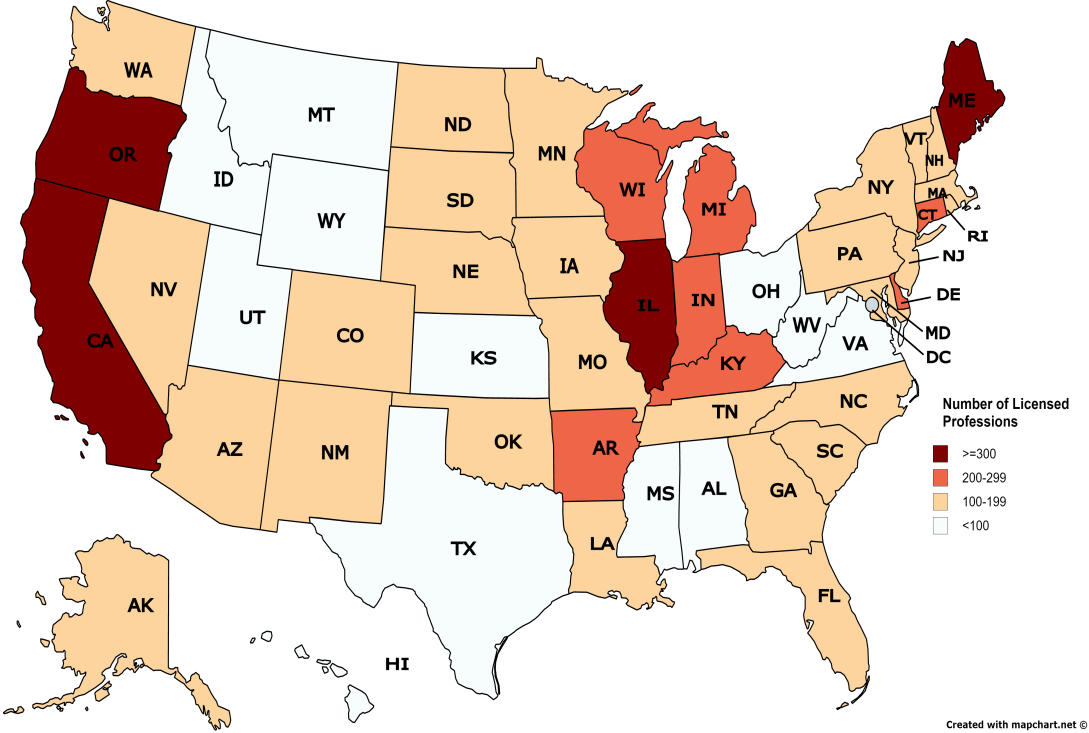 WA
MT
ME
ND
OR
VT
MN
NH
ID
SD
WI
NY
MA
MI
CT
WY
RI
PA
NJ
IA
NE
NV
OH
DE
IN
IL
UT
WV
MD
CO
CA
VA
DC
KS
MO
KY
NC
TN
OK
AZ
AR
NM
SC
MS
AL
GA
TX
LA
FL
AK
HI
Number of Licensed
Professions
>=300
200-299
100-199
<100
Created with mapchart.net ©